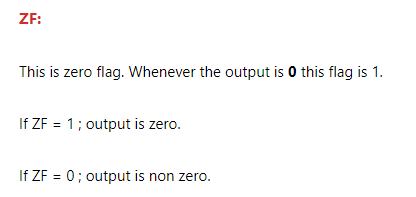 ZF:
This is zero flag. Whenever the output is 0 this flag is 1.
If ZF = 1 ; output is zero.
If ZF = 0 ; output is non zero.